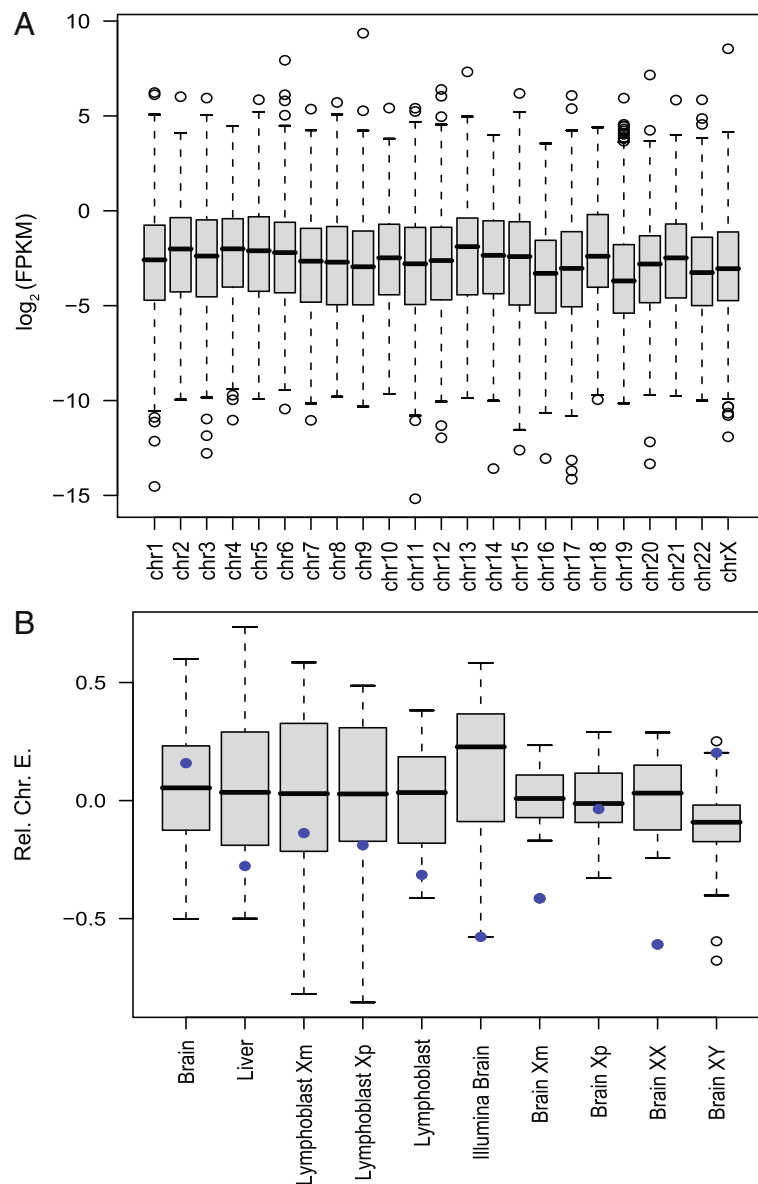 A
10
5
0
−5
−10
−15
log2 (FPKM)
chr1 chr2 chr3 chr4 chr5 chr6 chr7 chr8 chr9 chr10 chr11 chr12 chr13 chr14 chr15 chr16 chr17 chr18 chr19 chr20 chr21 chr22 chrX
B
0.5
0.0
−0.5
Rel. Chr. E.
Brain
Liver
Lymphoblast Xm
Lymphoblast Xp
Lymphoblast
Illumina Brain
Brain Xm
Brain Xp
Brain XX
Brain XY